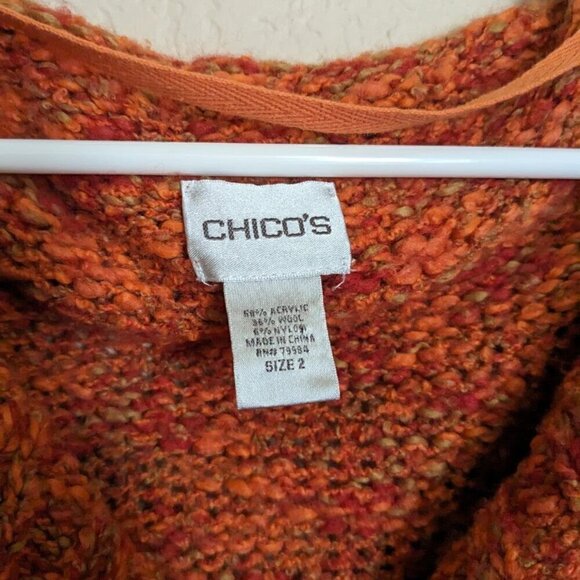 CHICO'S
58% ACRYLIC
36% WOOL
6% NYLON
MADE IN CHINA
RN# 79984
SIZE 2